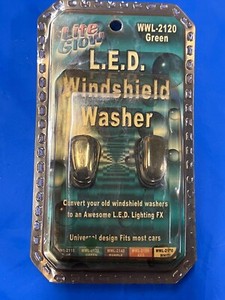 Lite Glow
WWL-2120
Green
L.E.D.
Windshield
Washer
Convert your old windshield washers
to an Awesome L.E.D. Lighting FX
Universal design Fits most cars